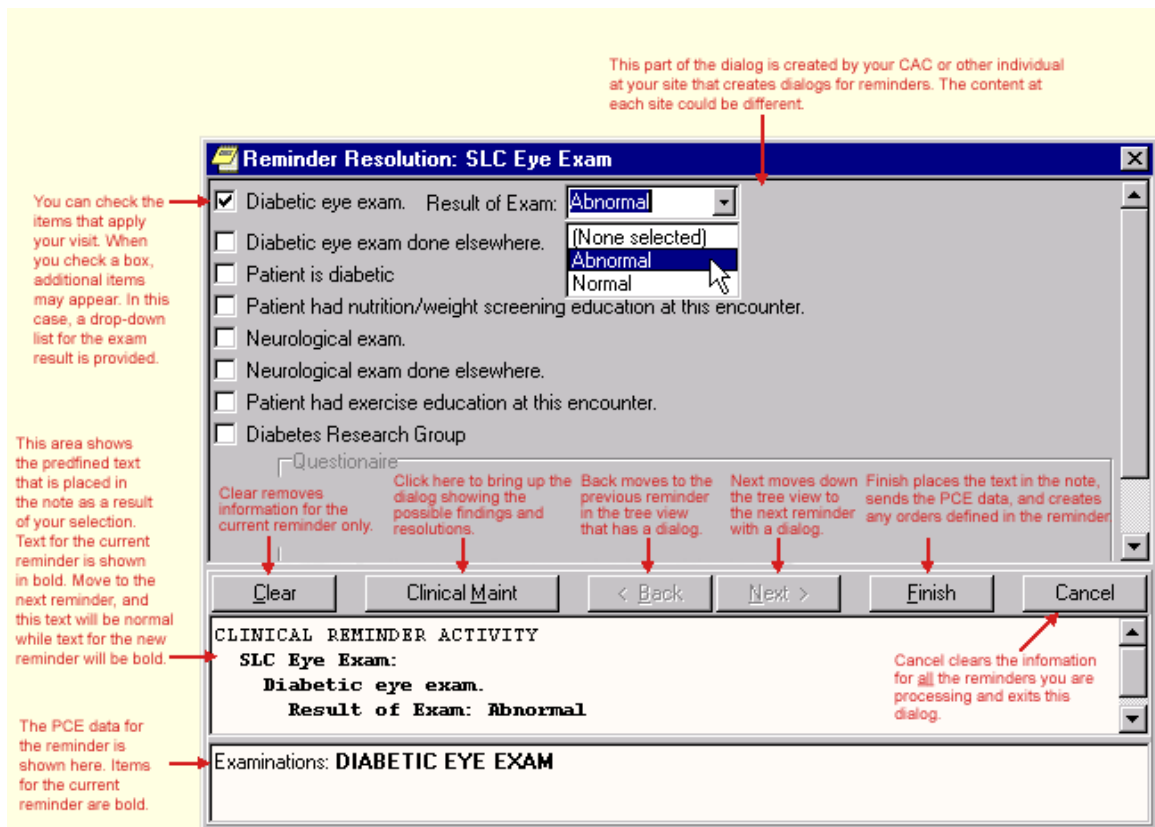 This part of the dialog is created by your CAC or other individual
at your site that creates dialogs for reminders. The content at
each site could be different.
Reminder Resolution: SLC Eye Exam
You can check the
items that apply
your visit. When
you check a box,
additional items
may appear. In this
case, a drop-down
list for the exam
result is provided.
Diabetic eye exam. Result of Exam: Abnormal
(None selected)
Abnormal
Normal
Diabetic eye exam done elsewhere.
Patient is diabetic
Patient had nutrition/weight screening education at this encounter.
Neurological exam.
Neurological exam done elsewhere.
Patient had exercise education at this encounter.
Diabetes Research Group
Questionaire
Clear removes
information for the
current reminder only.
Click here to bring up the
dialog showing the
possible findings and
resolutions.
Back moves to the
previous reminder
in the tree view
that has a dialog.
Next moves down
the tree view to
the next reminder
with a dialog.
Finish places the text in the note,
sends the PCE data, and creates
any orders defined in the reminder
Clear
Clinical Maint
< Back
Next >
Finish
Cancel
This area shows
the predfined text
that is placed in
the note as a result
of your selection.
Text for the current
reminder is shown
in bold. Move to the
next reminder, and
this text will be normal
while text for the new
reminder will be bold.
CLINICAL REMINDER ACTIVITY
SLC Eye Exam:
Diabetic eye exam.
Result of Exam: Abnormal
Cancel clears the infomation
for all the reminders you are
processing and exits this
dialog.
The PCE data for
the reminder is
shown here. Items
for the current
reminder are bold.
Examinations: DIABETIC EYE EXAM